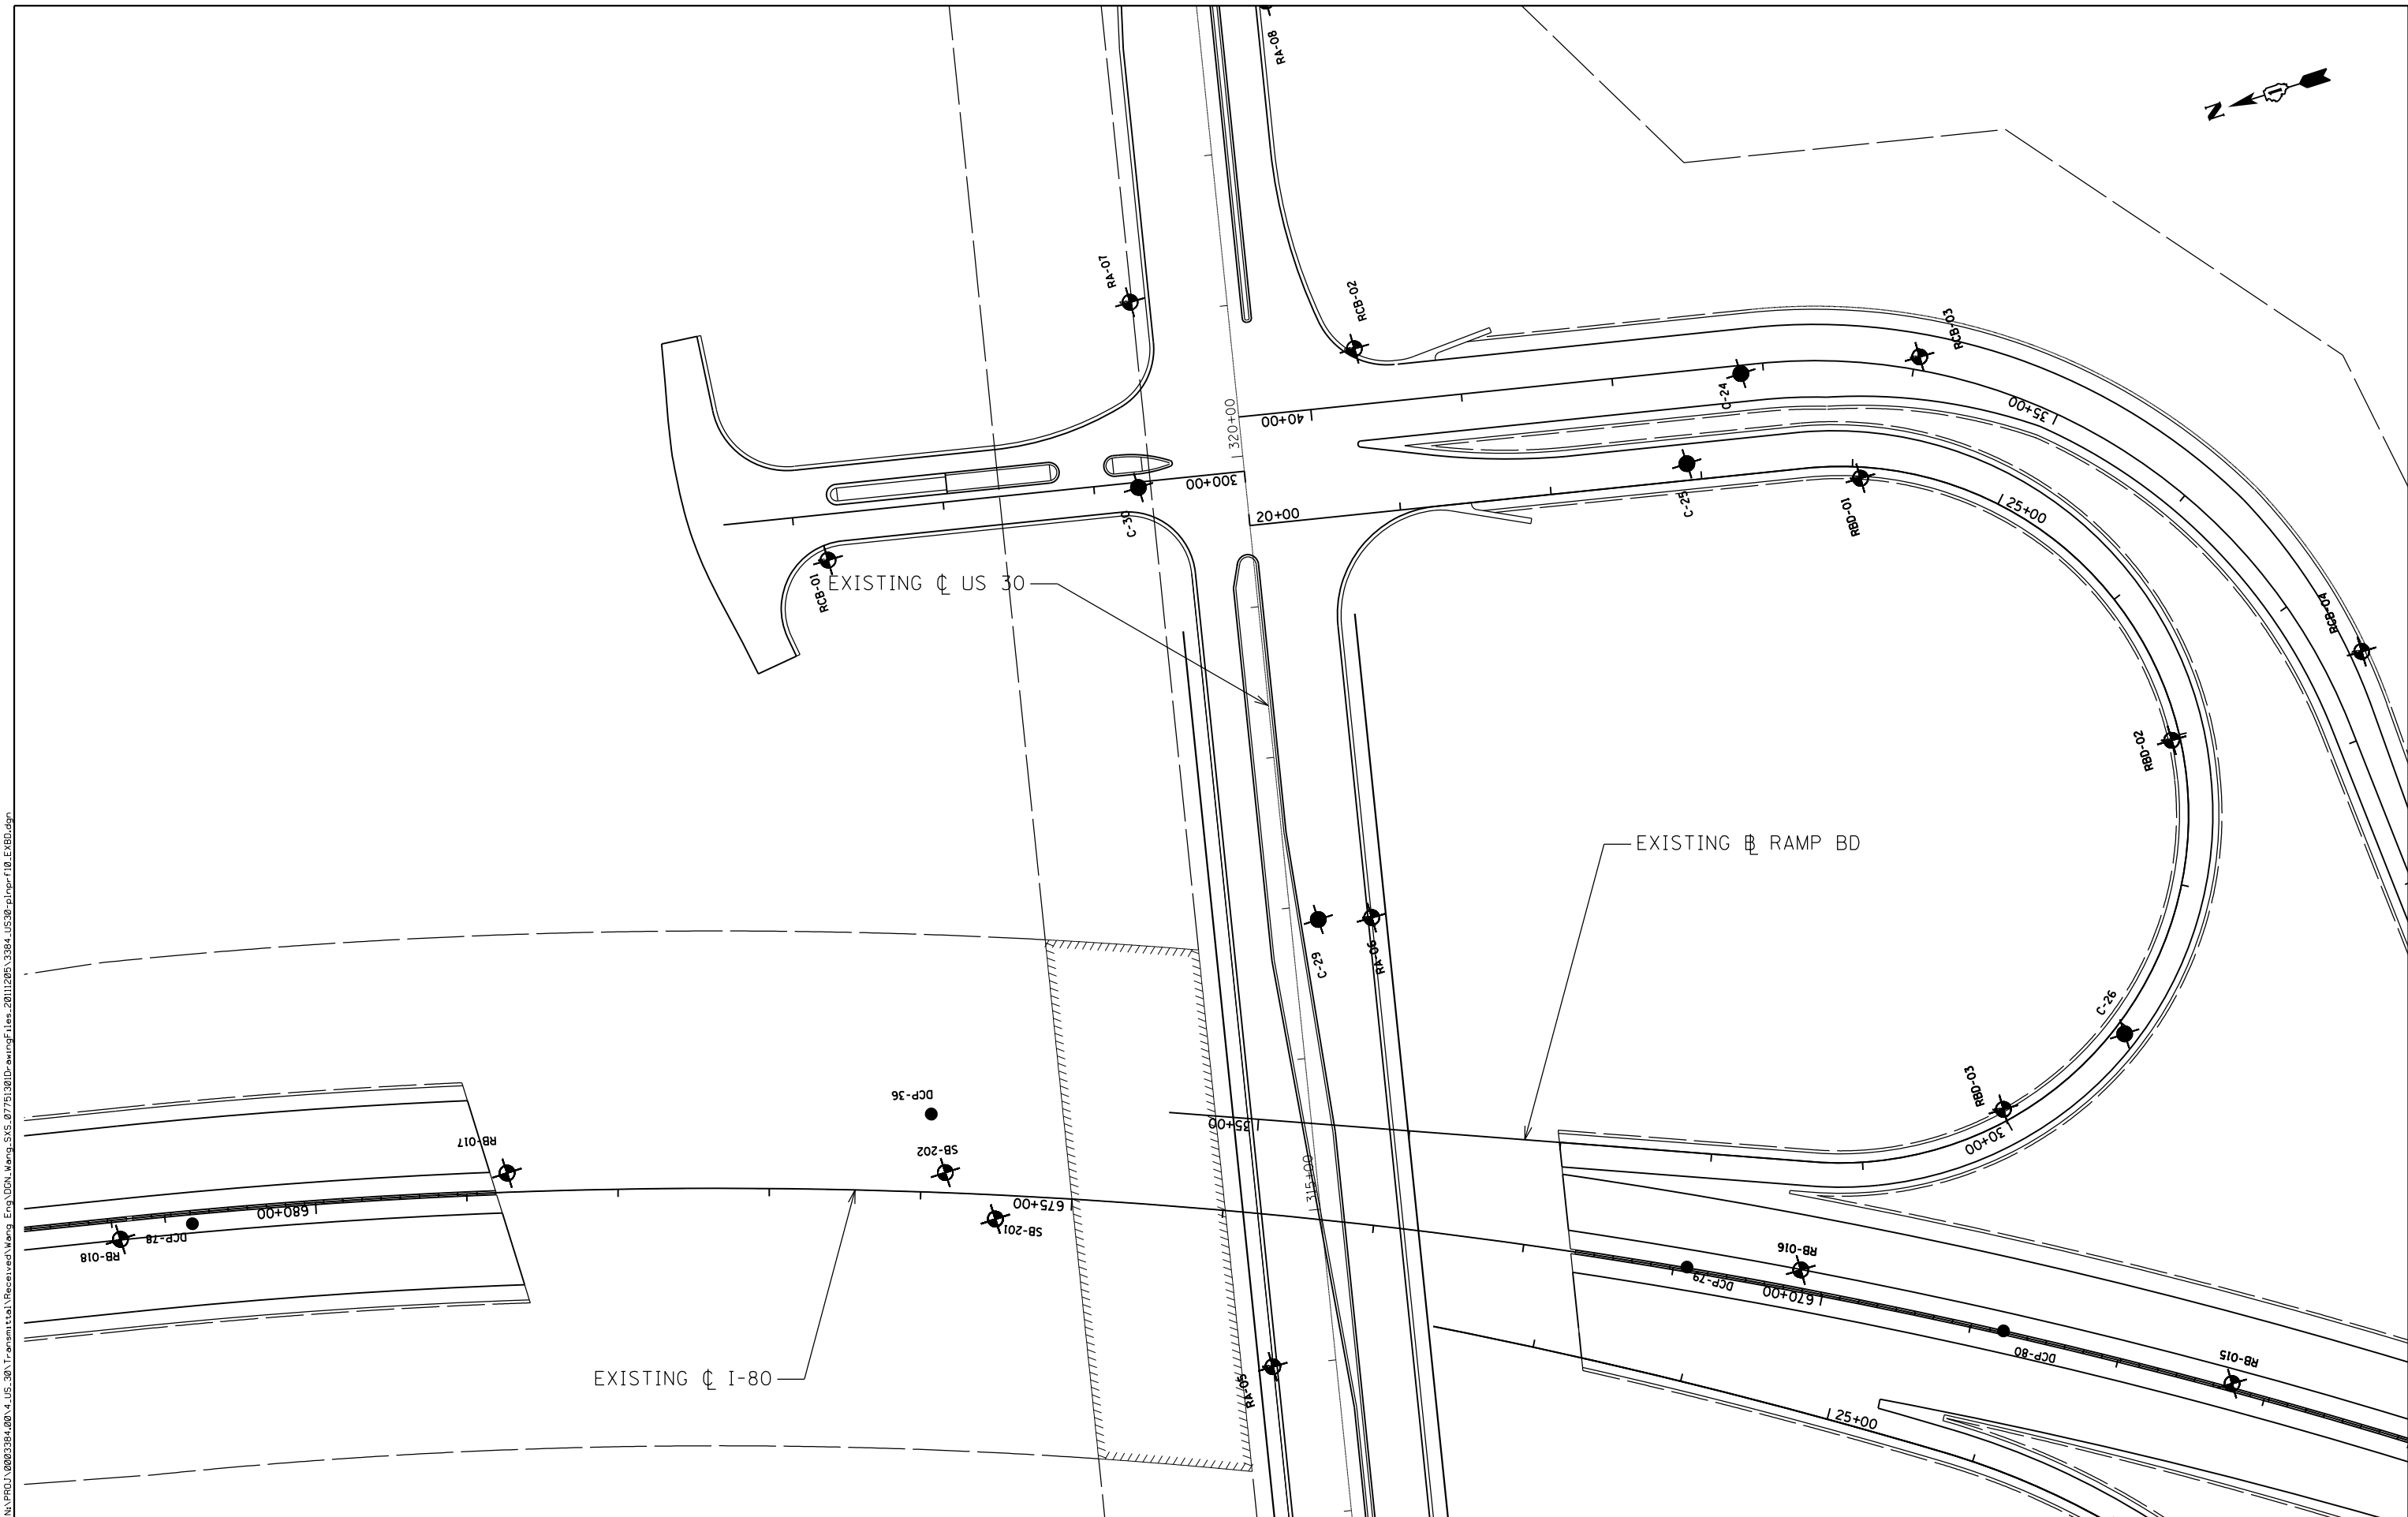 RA-08
N
RA-07
RCB-02
RCB-03
C-24
35+00
40+00
320+00
300+00
C-30
20+00
C-25
RBD-01
25+00
RCB-01
EXISTING ℄ US 30
RCB-04
RBD-02
EXISTING BL RAMP BD
C-29
RA-06
C-26
RBD-03
30+00
DCP-36
35+00
RB-017
SB-202
315+00
675+00
SB-201
680+00
DCP-78
RB-018
RB-016
DCP-79
670+00
DCP-80
RB-015
EXISTING ℄ I-80
RA-05
25+00